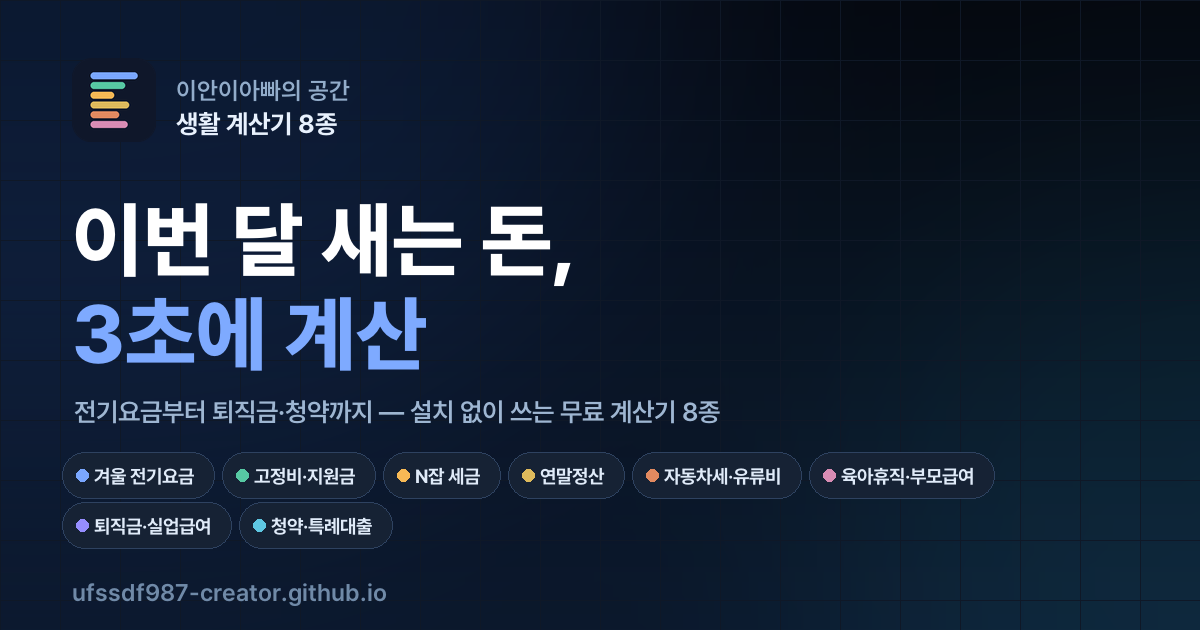 이안이아빠의 공간
생활 계산기 8종
이번 달 새는 돈,
3초에 계산
전기요금부터 퇴직금·청약까지 — 설치 없이 쓰는 무료 계산기 8종
겨울 전기요금 고정비·지원금 N잡 세금 연말정산 자동차세·유류비 육아휴직·부모급여
퇴직금·실업급여 청약·특례대출
ufssdf987-creator.github.io